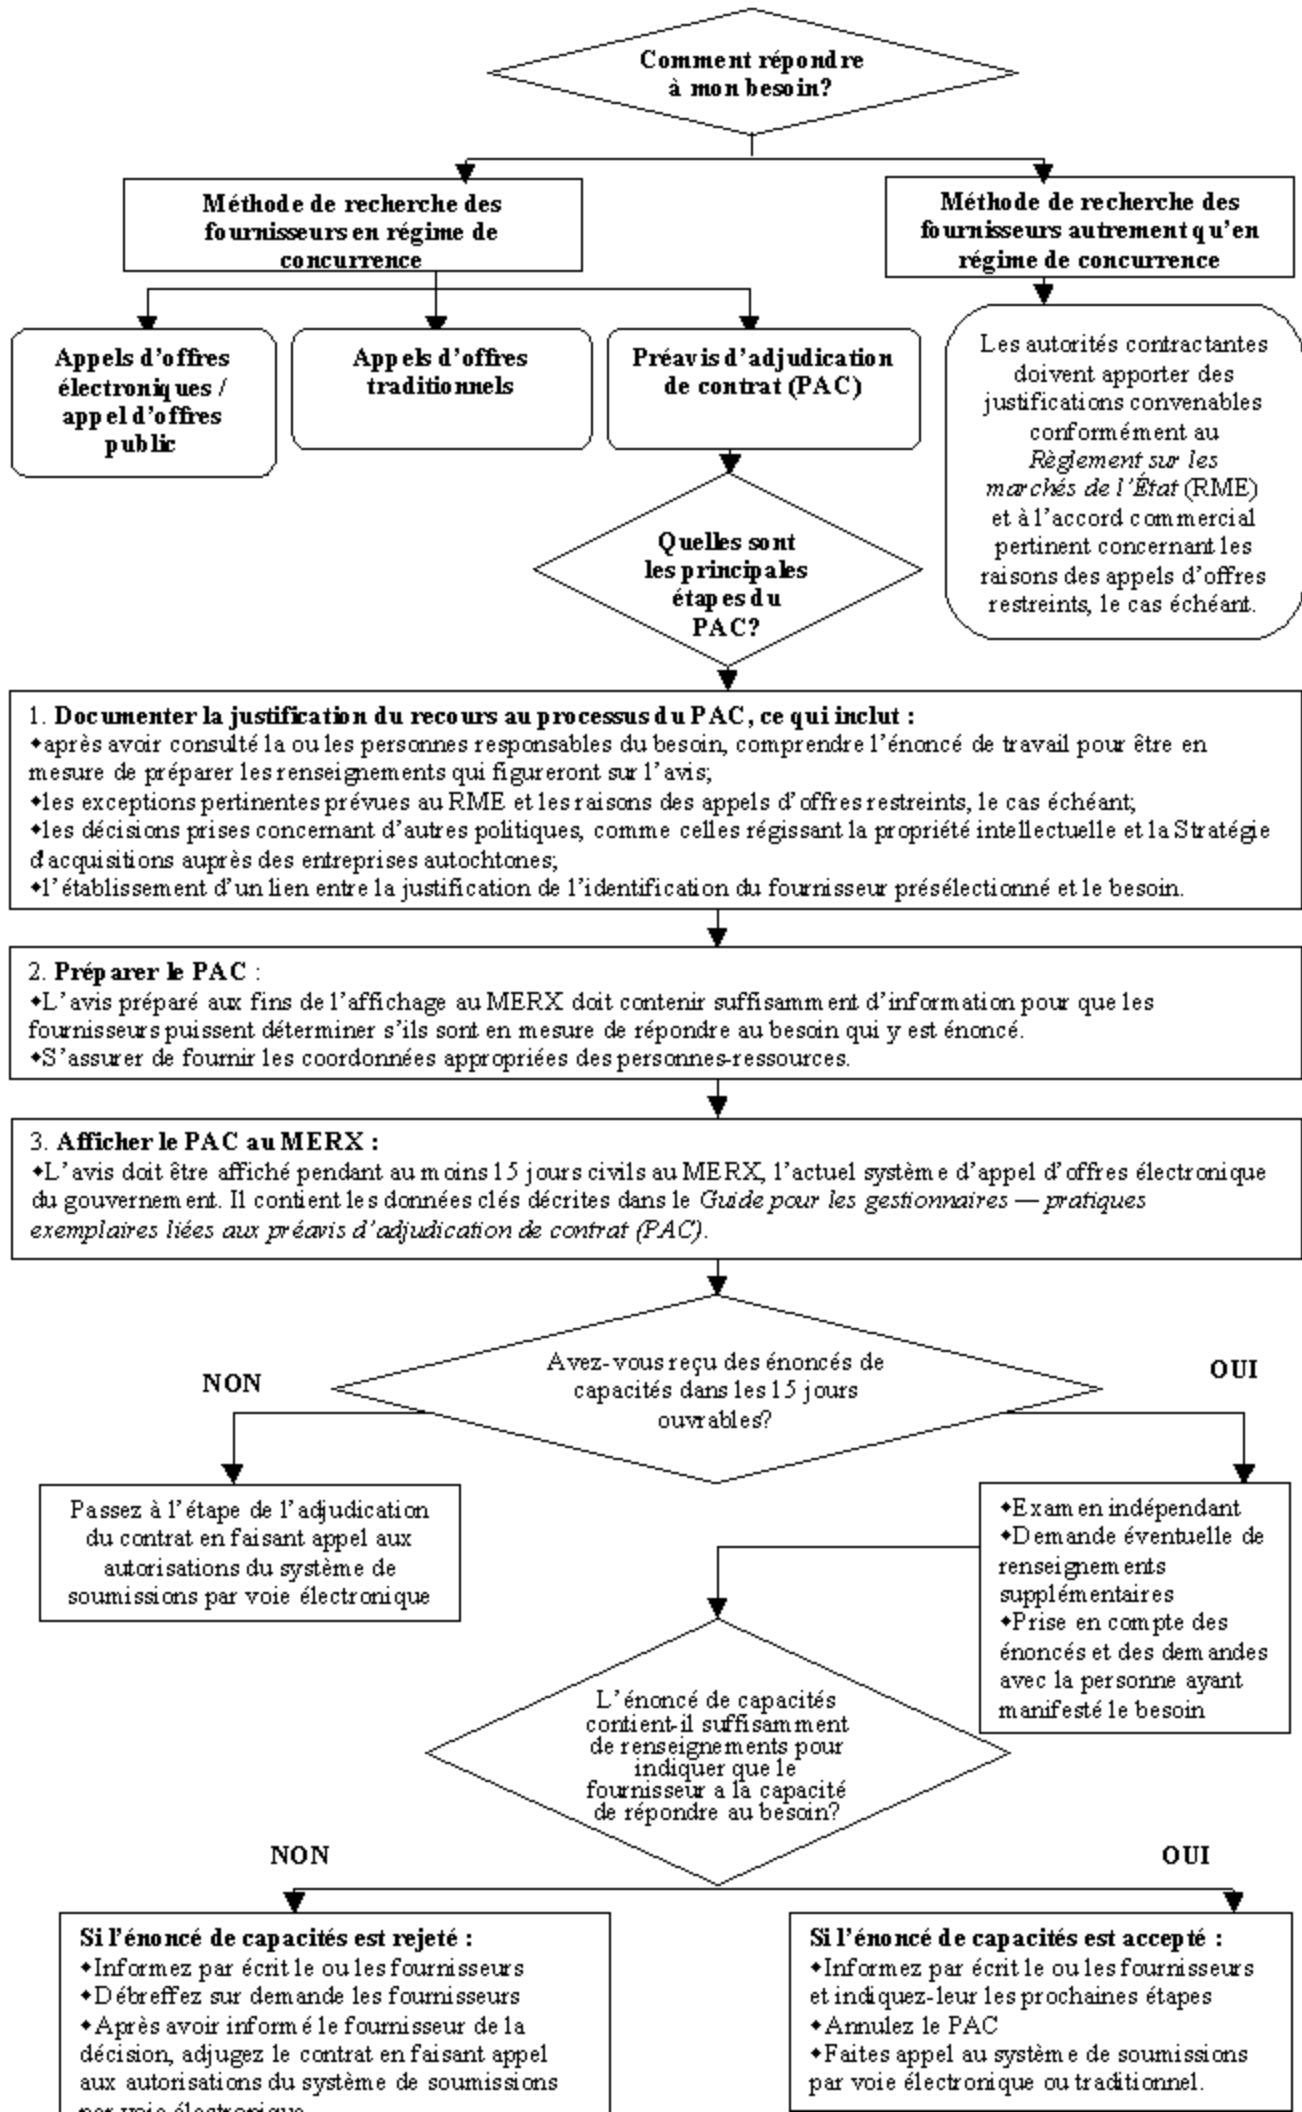 Comment répondre
à mon besoin?
Méthode de recherche des
fournisseurs en régime de
concurrence
Méthode de recherche des
fournisseurs autrement qu'en
régime de concurrence
Appels d'offres
électroniques /
appel d'offres
public
Appels d'offres
traditionnels
Préavis d'adjudication
de contrat (PAC)
Les autorités contractantes
doivent apporter des
justifications convenables
conformément au
Règlement sur les
marchés de l'État (RME)
et à l'accord commercial
pertinent concernant les
raisons des appels d'offres
restreints, le cas échéant.
Quelles sont
les principales
étapes du
PAC?
1. Documenter la justification du recours au processus du PAC, ce qui inclut :
◆après avoir consulté la ou les personnes responsables du besoin, comprendre l'énoncé de travail pour être en
mesure de préparer les renseignements qui figureront sur l'avis;
◆les exceptions pertinentes prévues au RME et les raisons des appels d'offres restreints, le cas échéant;
◆les décisions prises concernant d'autres politiques, comme celles régissant la propriété intellectuelle et la Stratégie
d'acquisitions auprès des entreprises autochtones;
◆l'établissement d'un lien entre la justification de l'identification du fournisseur présélectionné et le besoin.
2. Préparer le PAC :
◆L'avis préparé aux fins de l'affichage au MERX doit contenir suffisamment d'information pour que les
fournisseurs puissent déterminer s'ils sont en mesure de répondre au besoin qui y est énoncé.
◆S'assurer de fournir les coordonnées appropriées des personnes-ressources.
3. Afficher le PAC au MERX :
◆L'avis doit être affiché pendant au moins 15 jours civils au MERX, l'actuel système d'appel d'offres électronique
du gouvernement. Il contient les données clés décrites dans le Guide pour les gestionnaires — pratiques
exemplaires liées aux préavis d'adjudication de contrat (PAC).
Avez-vous reçu des énoncés de
capacités dans les 15 jours
ouvrables?
NON
OUI
Passez à l'étape de l'adjudication
du contrat en faisant appel aux
autorisations du système de
soumissions par voie électronique
◆Examen indépendant
◆Demande éventuelle de
renseignements
supplémentaires
◆Prise en compte des
énoncés et des demandes
avec la personne ayant
manifesté le besoin
L'énoncé de capacités
contient-il suffisamment
de renseignements pour
indiquer que le
fournisseur a la capacité
de répondre au besoin?
NON
OUI
Si l'énoncé de capacités est rejeté :
◆Informez par écrit le ou les fournisseurs
◆Débreffez sur demande les fournisseurs
◆Après avoir informé le fournisseur de la
décision, adjugez le contrat en faisant appel
aux autorisations du système de soumissions
par voie électronique
Si l'énoncé de capacités est accepté :
◆Informez par écrit le ou les fournisseurs
et indiquez-leur les prochaines étapes
◆Annulez le PAC
◆Faites appel au système de soumissions
par voie électronique ou traditionnel.